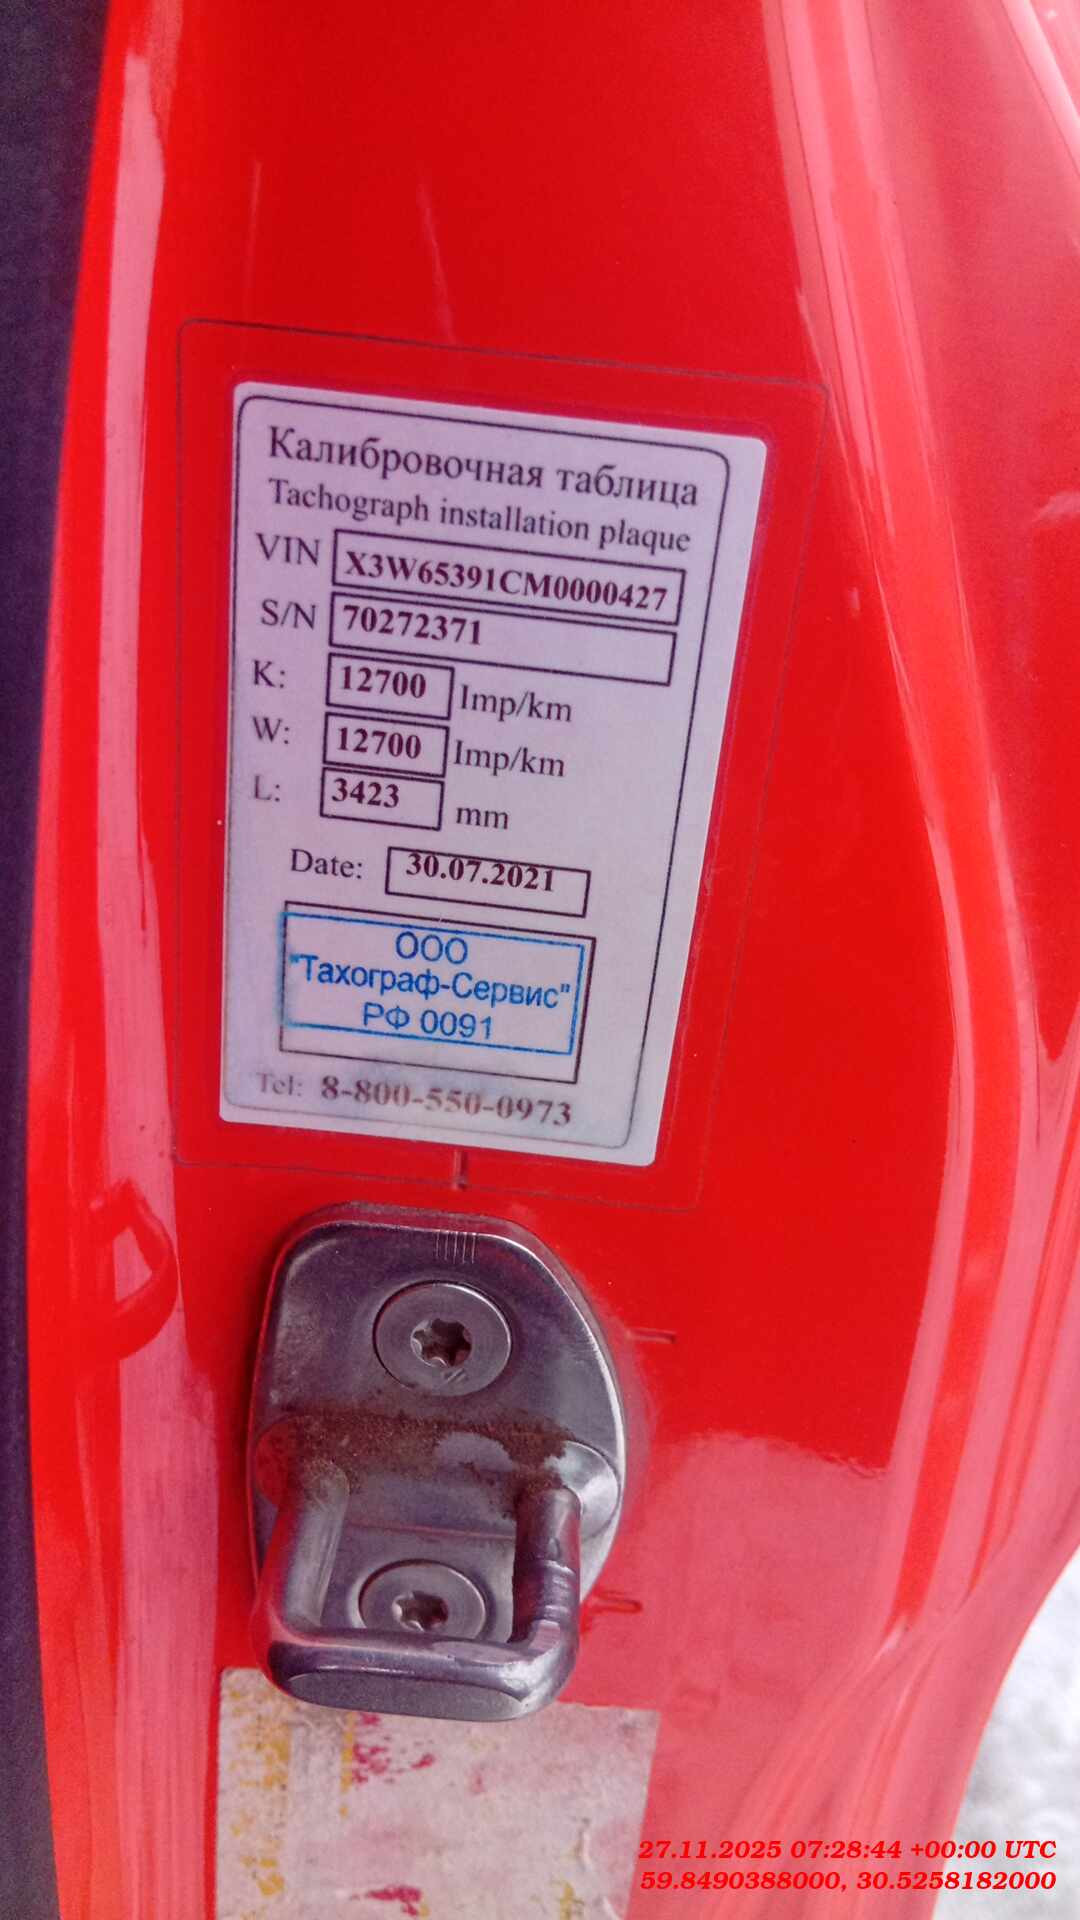 Калибровочная таблица
Tachograph installation plaque
VIN X3W65391CM0000427
S/N 70272371
K: 12700 Imp/km
W: 12700 Imp/km
L: 3423 mm
Date: 30.07.2021
ООО
"Тахограф-Сервис"
РФ 0091
Tel: 8-800-550-0973
27.11.2025 07:28:44 +00:00 UTC
59.8490388000, 30.5258182000